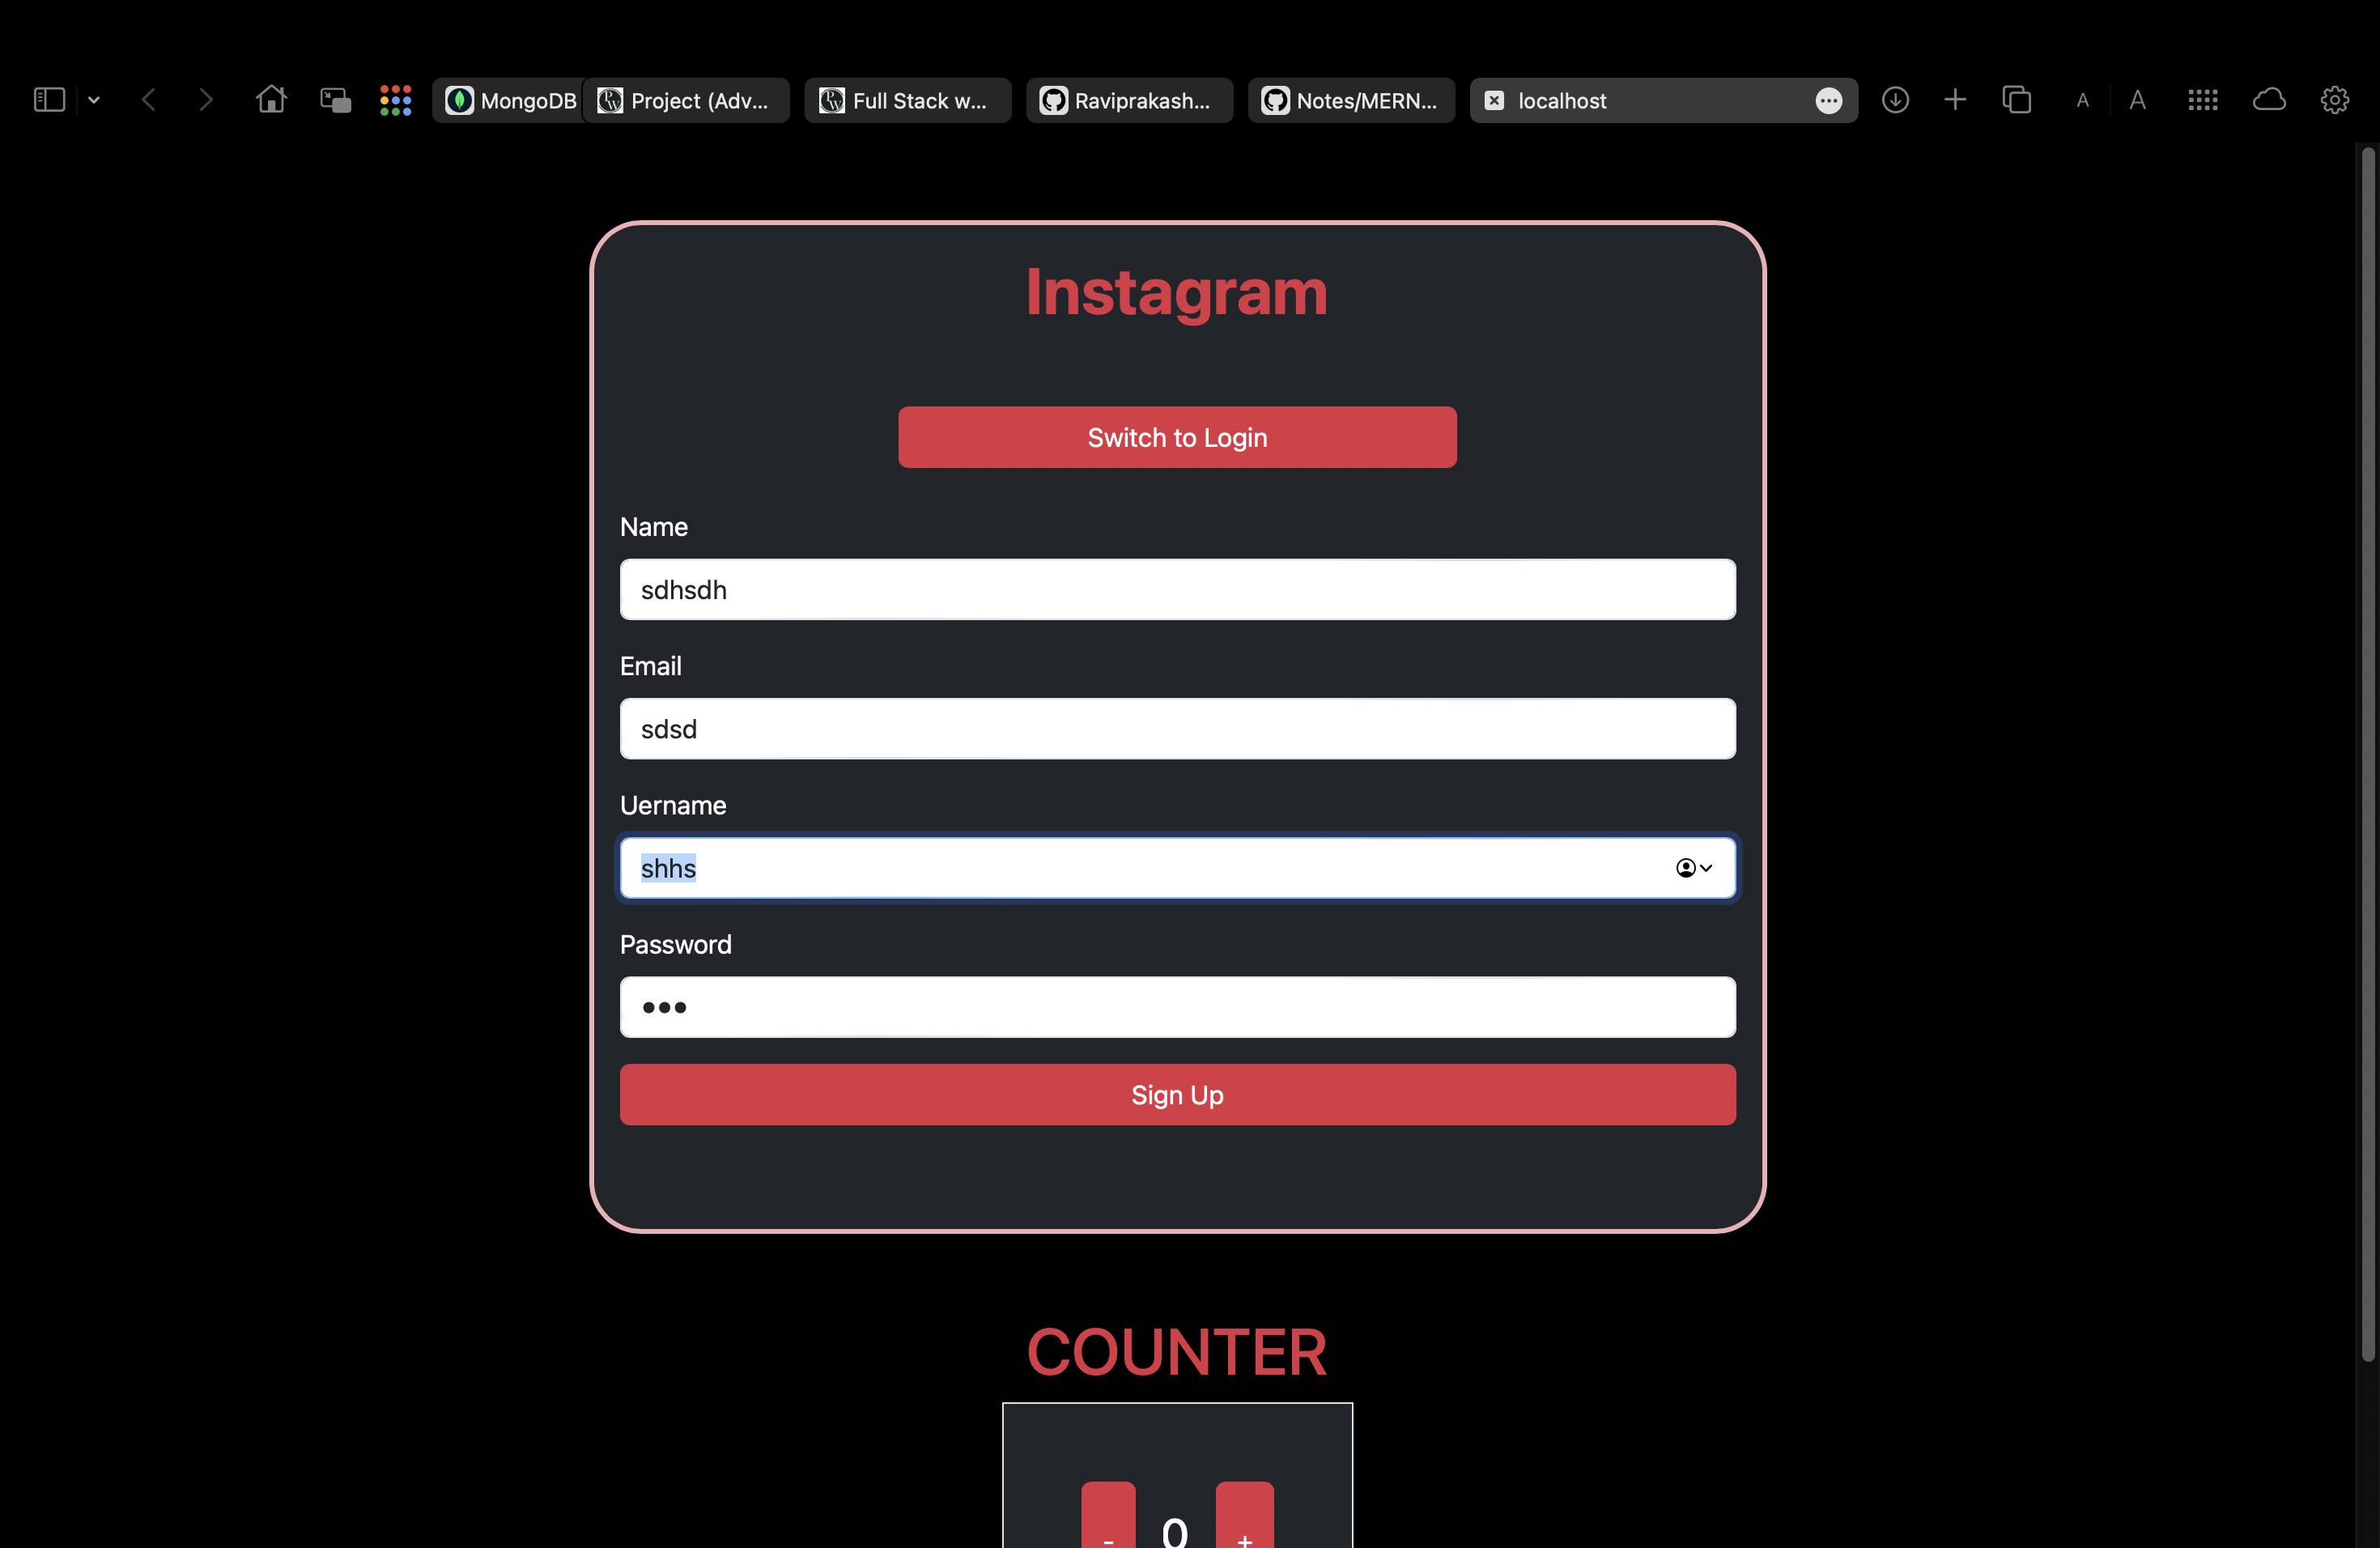 MongoDB
Project (Adv...
Full Stack w...
Raviprakash...
Notes/MERN...
localhost
A
A
Instagram
Switch to Login
Name
sdhsdh
Email
sdsd
Uername
shhs
Password
•••
Sign Up
COUNTER
- 0 +